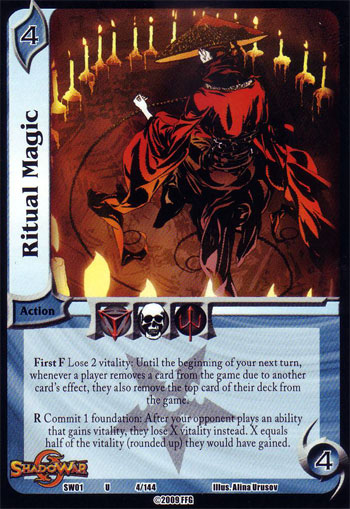 4
Ritual Magic
Action
First F Lose 2 vitality: Until the beginning of your next turn,
whenever a player removes a card from the game due to another
card's effect, they also remove the top card of their deck from
the game.
R Commit 1 foundation: After your opponent plays an ability
that gains vitality, they lose X vitality instead. X equals
half of the vitality (rounded up) they would have gained.
4
SHADOWAR
SW01 U 4/144 Illus. Alina Urusov
©2009 FFG